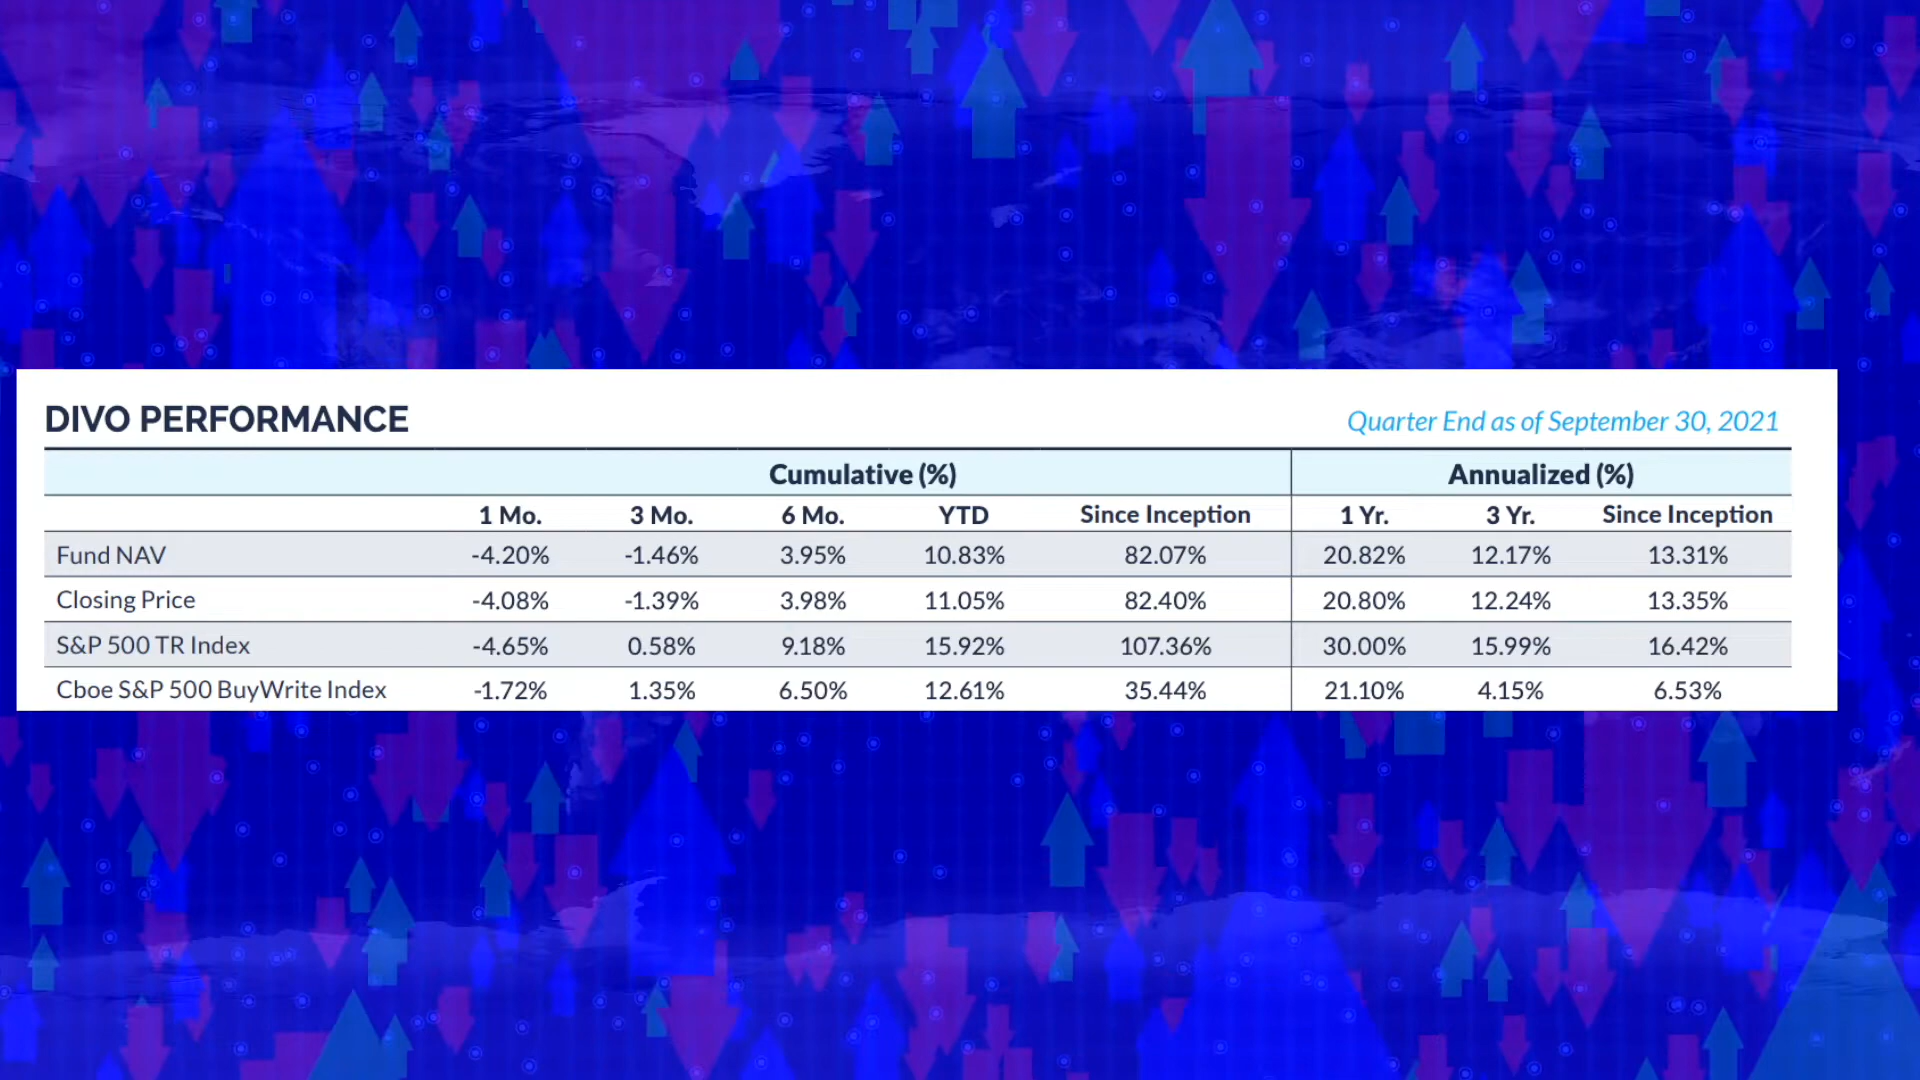 DIVO PERFORMANCE Quarter End as of September 30, 2021
Cumulative (%) Annualized (%)
1 Mo. 3 Mo. 6 Mo. YTD Since Inception 1 Yr. 3 Yr. Since Inception
Fund NAV -4.20% -1.46% 3.95% 10.83% 82.07% 20.82% 12.17% 13.31%
Closing Price -4.08% -1.39% 3.98% 11.05% 82.40% 20.80% 12.24% 13.35%
S&P 500 TR Index -4.65% 0.58% 9.18% 15.92% 107.36% 30.00% 15.99% 16.42%
Cboe S&P 500 BuyWrite Index -1.72% 1.35% 6.50% 12.61% 35.44% 21.10% 4.15% 6.53%